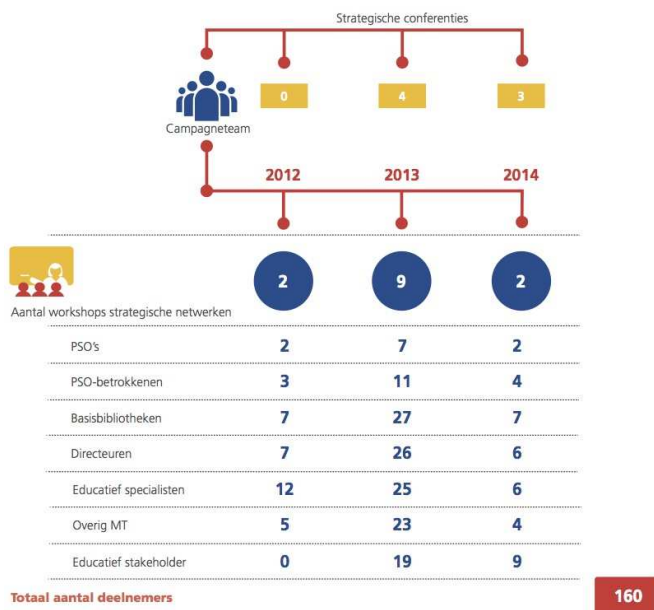 Strategische conferenties
0 4 3
Campagneteam
2012 2013 2014
2 9 2
Aantal workshops strategische netwerken
PSO's 2 7 2
PSO-betrokkenen 3 11 4
Basisbibliotheken 7 27 7
Directeuren 7 26 6
Educatief specialisten 12 25 6
Overig MT 5 23 4
Educatief stakeholder 0 19 9
Totaal aantal deelnemers 160